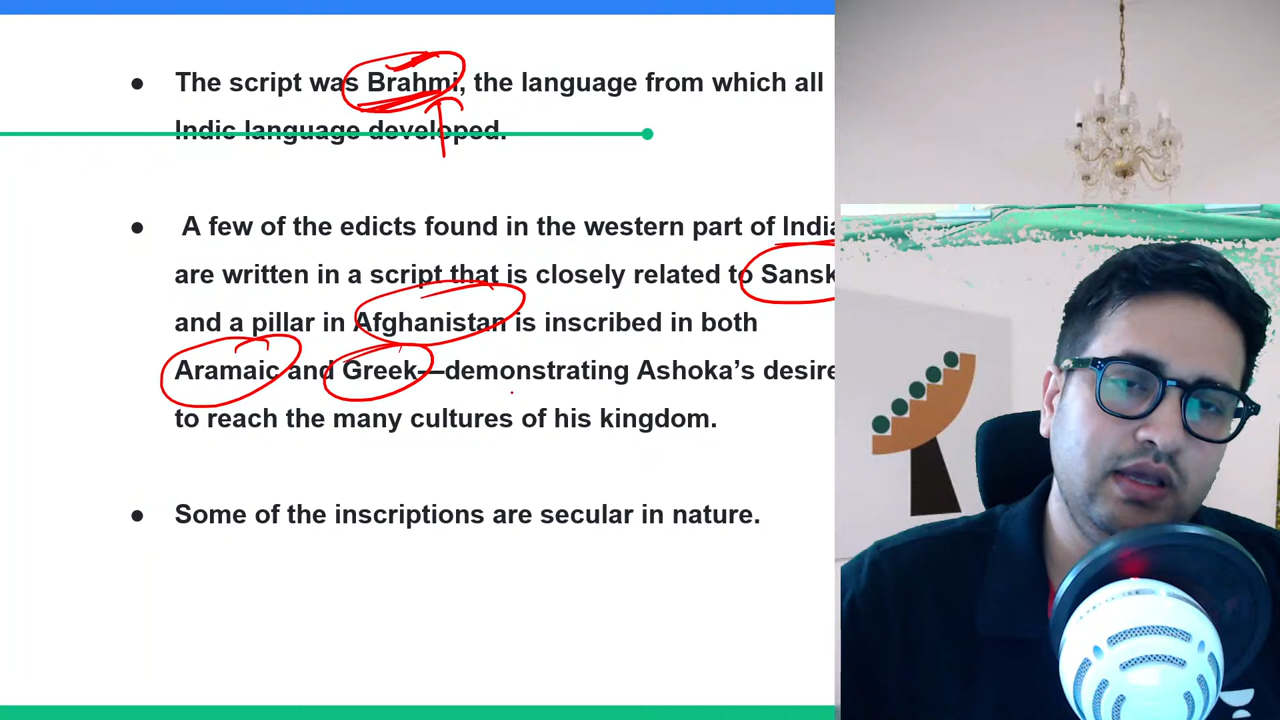 ● The script was Brahmi, the language from which all
Indic language developed.
● A few of the edicts found in the western part of India
are written in a script that is closely related to Sansk
and a pillar in Afghanistan is inscribed in both
Aramaic and Greek—demonstrating Ashoka’s desire
to reach the many cultures of his kingdom.
● Some of the inscriptions are secular in nature.